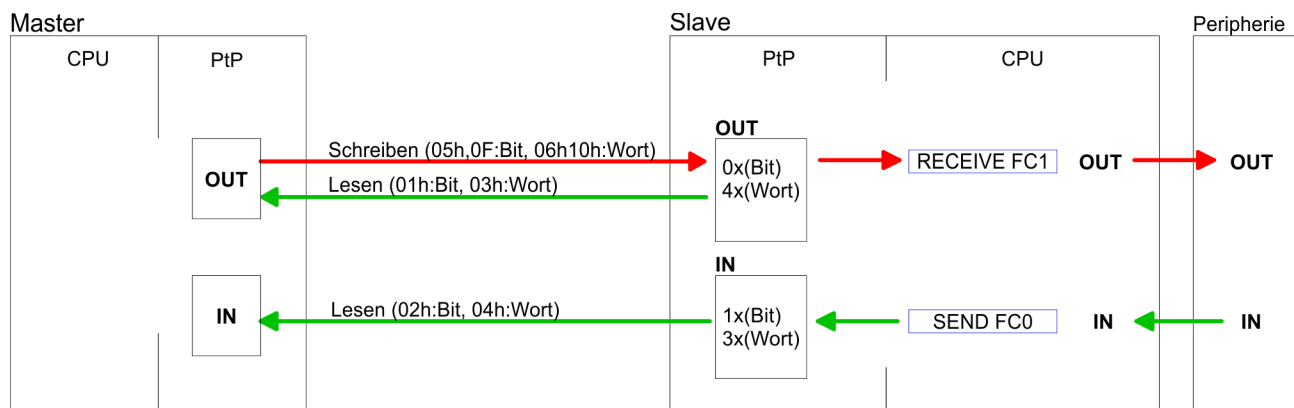 Master
Slave
Peripherie
CPU
PtP
PtP
CPU
OUT
Schreiben (05h,0F:Bit, 06h10h:Wort)
0x(Bit)
RECEIVE FC1
OUT
OUT
OUT
Lesen (01h:Bit, 03h:Wort)
4x(Wort)
IN
IN
Lesen (02h:Bit, 04h:Wort)
1x(Bit)
3x(Wort)
SEND FC0
IN
IN